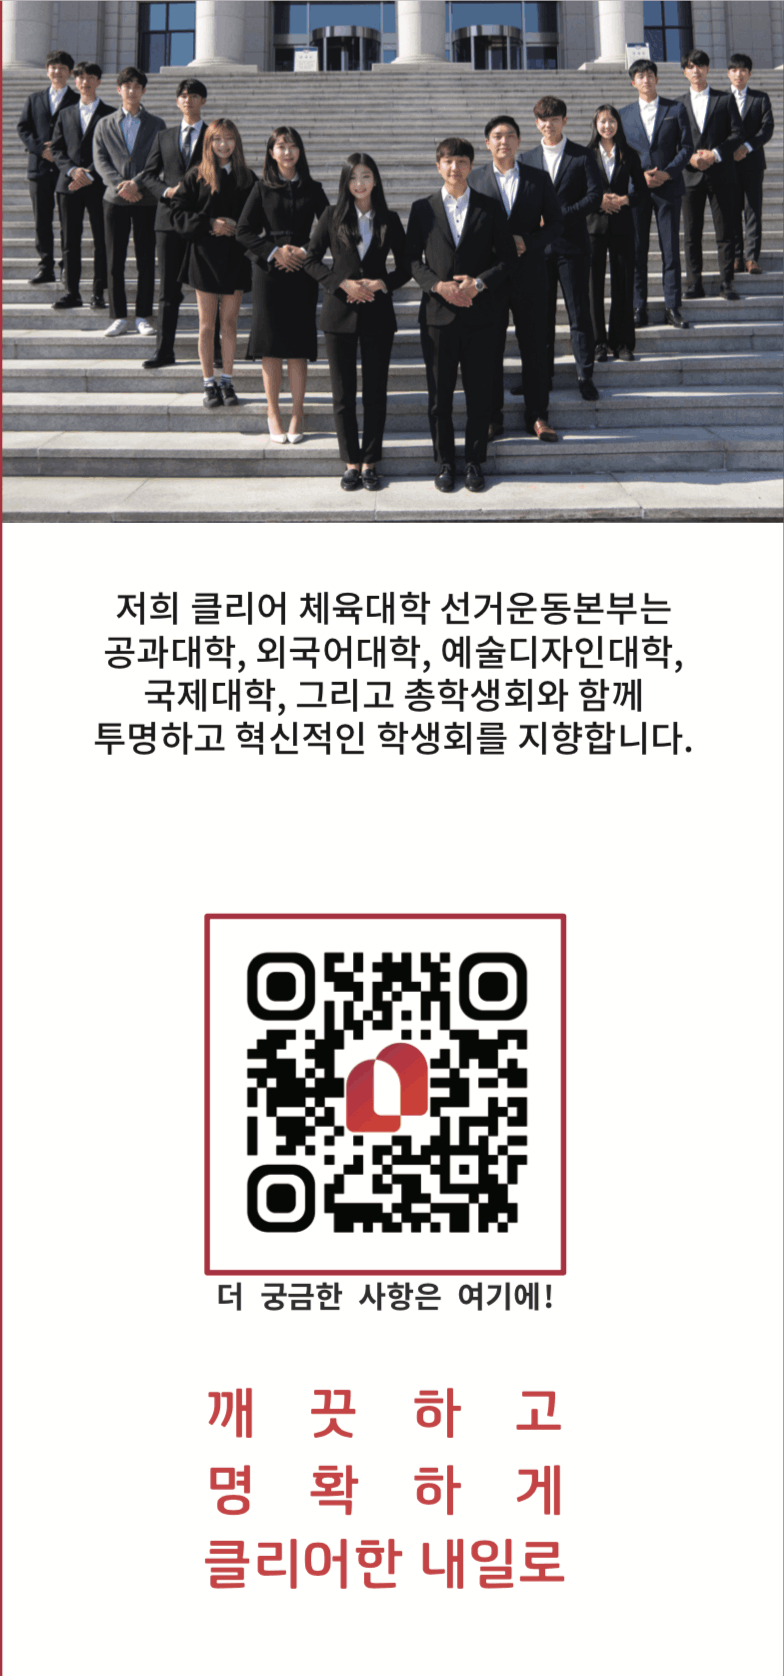 저희 클리어 체육대학 선거운동본부는
공과대학, 외국어대학, 예술디자인대학,
국제대학, 그리고 총학생회와 함께
투명하고 혁신적인 학생회를 지향합니다.
더 궁금한 사항은 여기에!
깨끗하고
명확하게
클리어한 내일로